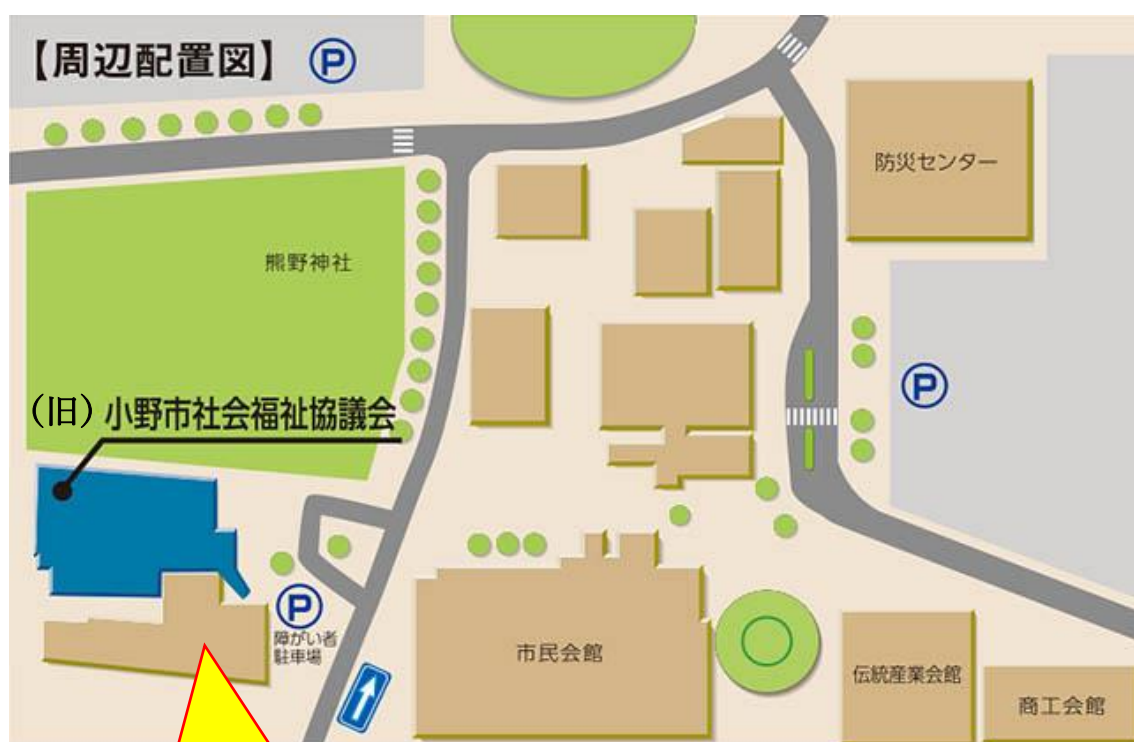 【周辺配置図】 P
防災センター
熊野神社
P
(旧) 小野市社会福祉協議会
P
障がい者
駐車場
市民会館
伝統産業会館
商工会館